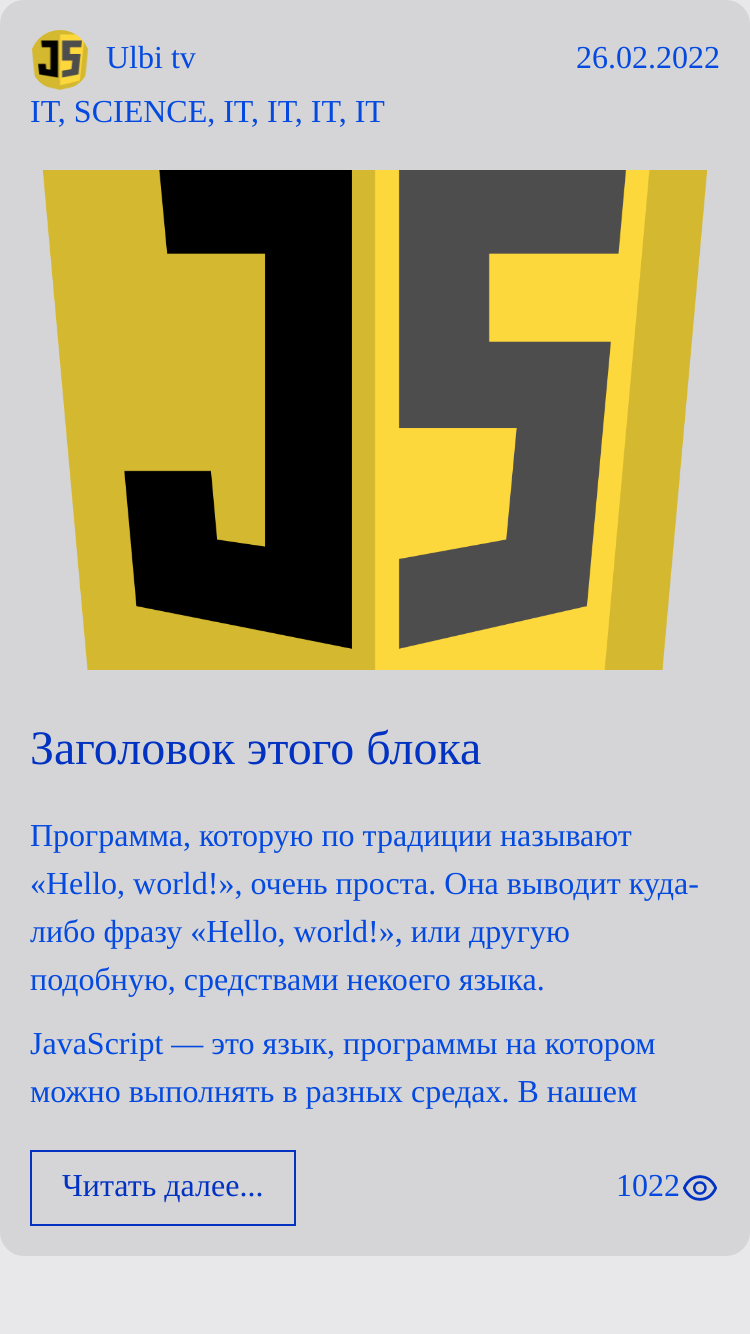 JS Ulbi tv 26.02.2022
IT, SCIENCE, IT, IT, IT, IT
JS
Заголовок этого блока
Программа, которую по традиции называют
«Hello, world!», очень проста. Она выводит куда-
либо фразу «Hello, world!», или другую
подобную, средствами некоего языка.
JavaScript — это язык, программы на котором
можно выполнять в разных средах. В нашем
Читать далее... 1022